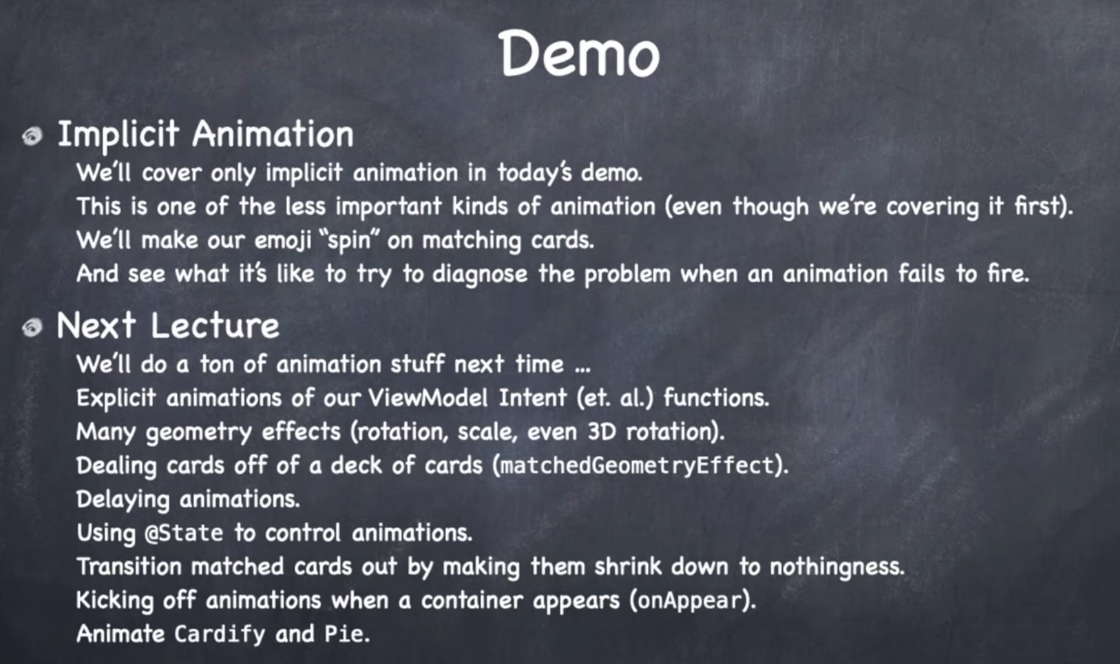 Demo
Implicit Animation
We'll cover only implicit animation in today's demo.
This is one of the less important kinds of animation (even though we're covering it first).
We'll make our emoji "spin" on matching cards.
And see what it's like to try to diagnose the problem when an animation fails to fire.
Next Lecture
We'll do a ton of animation stuff next time ...
Explicit animations of our ViewModel Intent (et. al.) functions.
Many geometry effects (rotation, scale, even 3D rotation).
Dealing cards off of a deck of cards (matchedGeometryEffect).
Delaying animations.
Using @State to control animations.
Transition matched cards out by making them shrink down to nothingness.
Kicking off animations when a container appears (onAppear).
Animate Cardify and Pie.